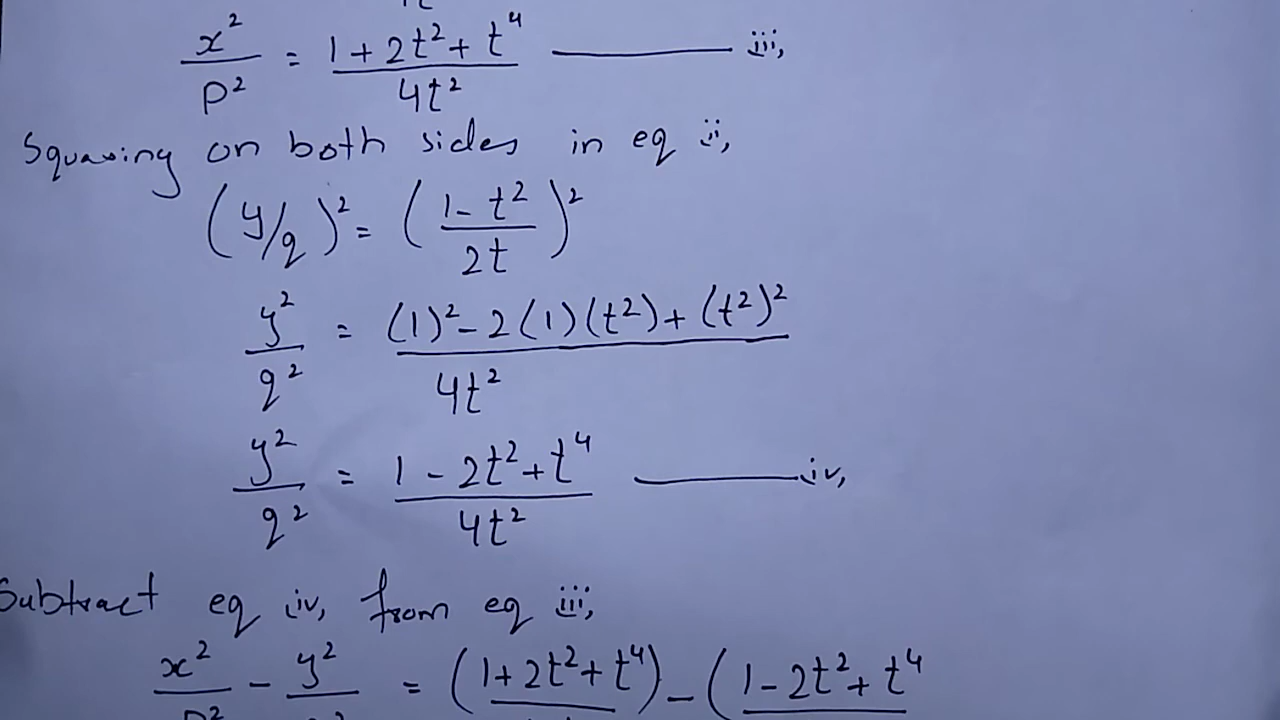 x²/P² = 1 + 2t² + t⁴ / 4t² ——— iii,
Squaring on both sides in eq ii,
(y/q)² = (1 - t² / 2t)²
y²/q² = (1)² - 2(1)(t²) + (t²)² / 4t²
y²/q² = 1 - 2t² + t⁴ / 4t² ——— iv,
Subtract eq iv, from eq iii,
x²/P² - y² = (1 + 2t² + t⁴) - (1 - 2t² + t⁴